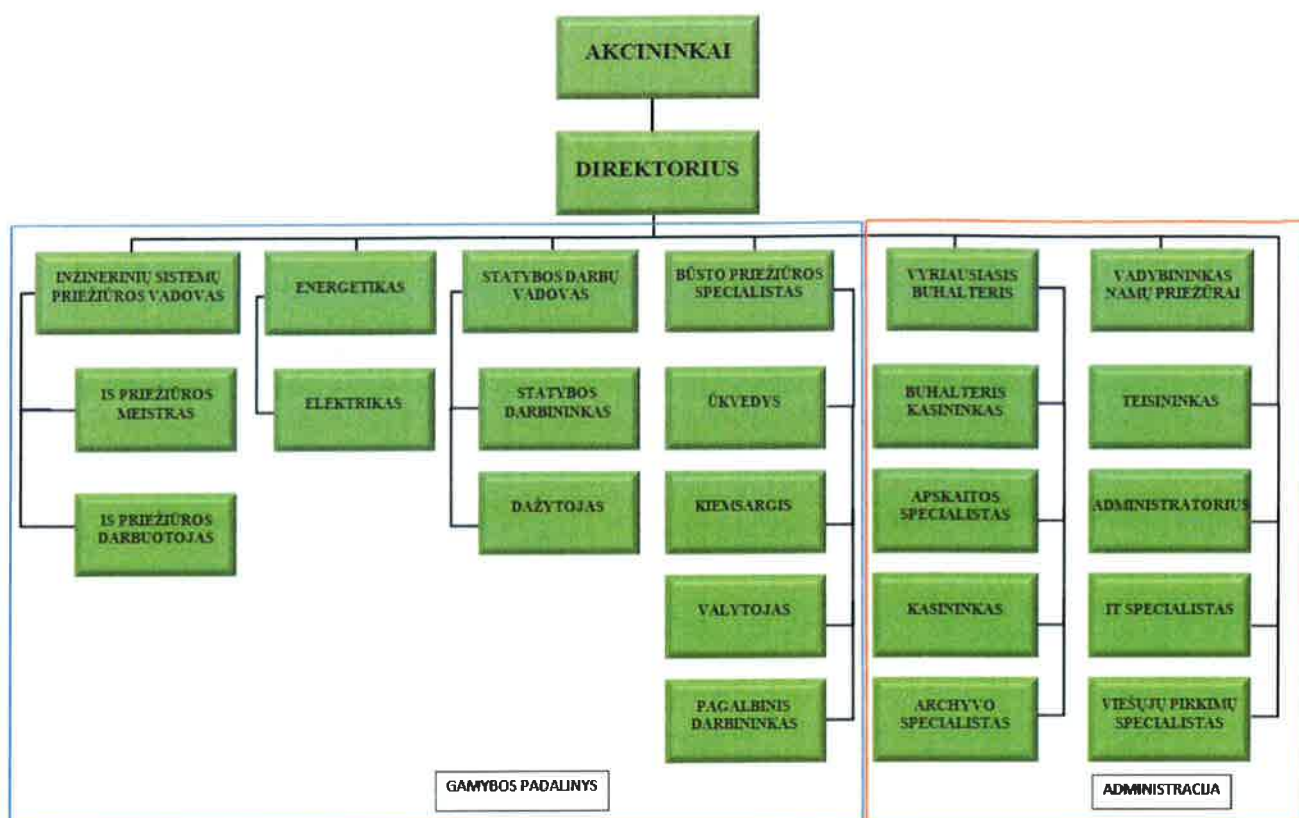 AKCININKAI
DIREKTORIUS
INŽINERINIŲ SISTEMŲ
PRIEŽIŪROS VADOVAS
ENERGETIKAS
STATYBOS DARBŲ
VADOVAS
BŪSTO PRIEŽIŪROS
SPECIALISTAS
VYRIAUSIASIS
BUHALTERIS
VADYBININKAS
NAMŲ PRIEŽŪRAI
IS PRIEŽIŪROS
MEISTRAS
ELEKTRIKAS
STATYBOS
DARBININKAS
ŪKVEDYS
BUHALTERIS
KASININKAS
TEISININKAS
IS PRIEŽIŪROS
DARBUOTOJAS
DAŽYTOJAS
KIEMSARGIS
APSKAITOS
SPECIALISTAS
ADMINISTRATORIUS
VALYTOJAS
KASININKAS
IT SPECIALISTAS
PAGALBINIS
DARBININKAS
ARCHYVO
SPECIALISTAS
VIEŠŲJŲ PIRKIMŲ
SPECIALISTAS
GAMYBOS PADALINYS
ADMINISTRACIJA